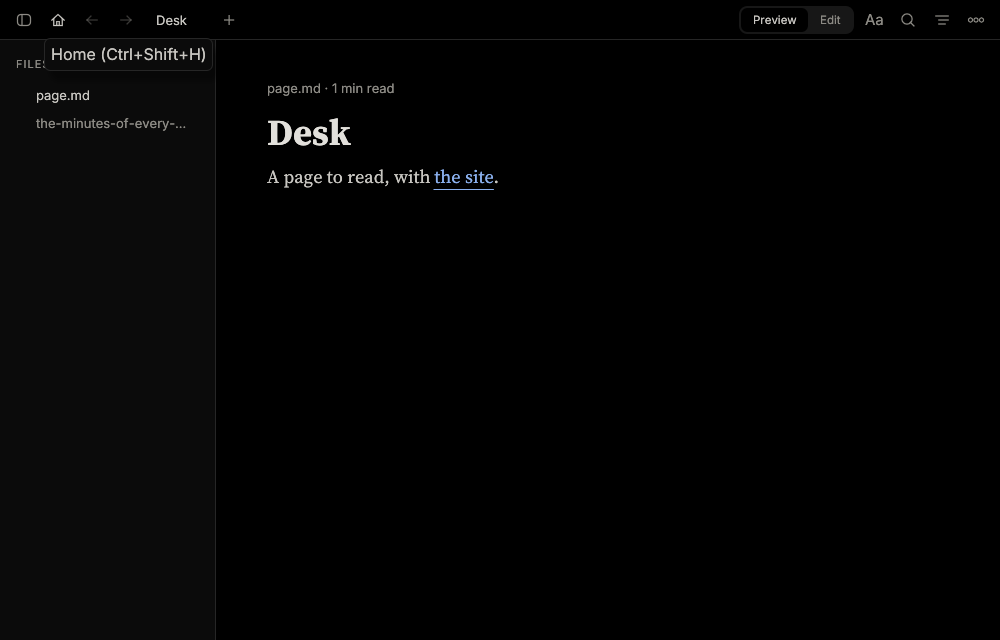 Desk
Preview Edit Aa
Home (Ctrl+Shift+H)
FILES
page.md
the-minutes-of-every-...
page.md · 1 min read
Desk
A page to read, with the site.